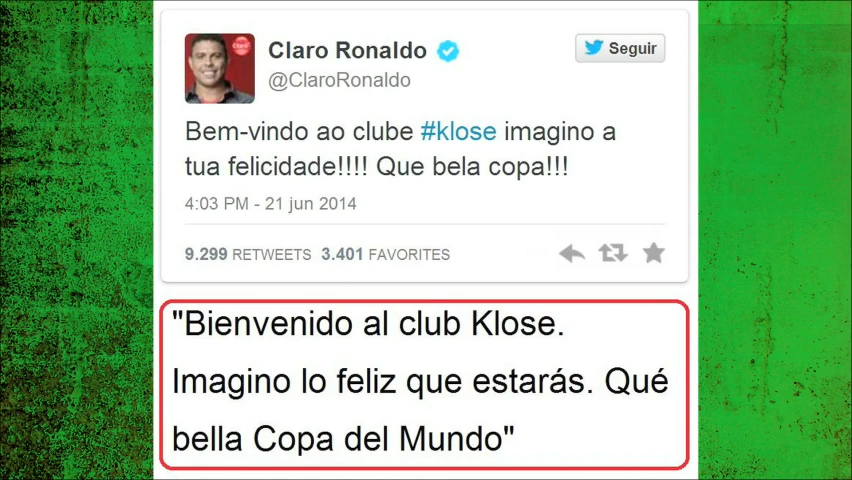 Claro Ronaldo
@ClaroRonaldo
Seguir
Bem-vindo ao clube #klose imagino a
tua felicidade!!!! Que bela copa!!!
4:03 PM - 21 jun 2014
9.299 RETWEETS 3.401 FAVORITES
"Bienvenido al club Klose.
Imagino lo feliz que estarás. Qué
bella Copa del Mundo"